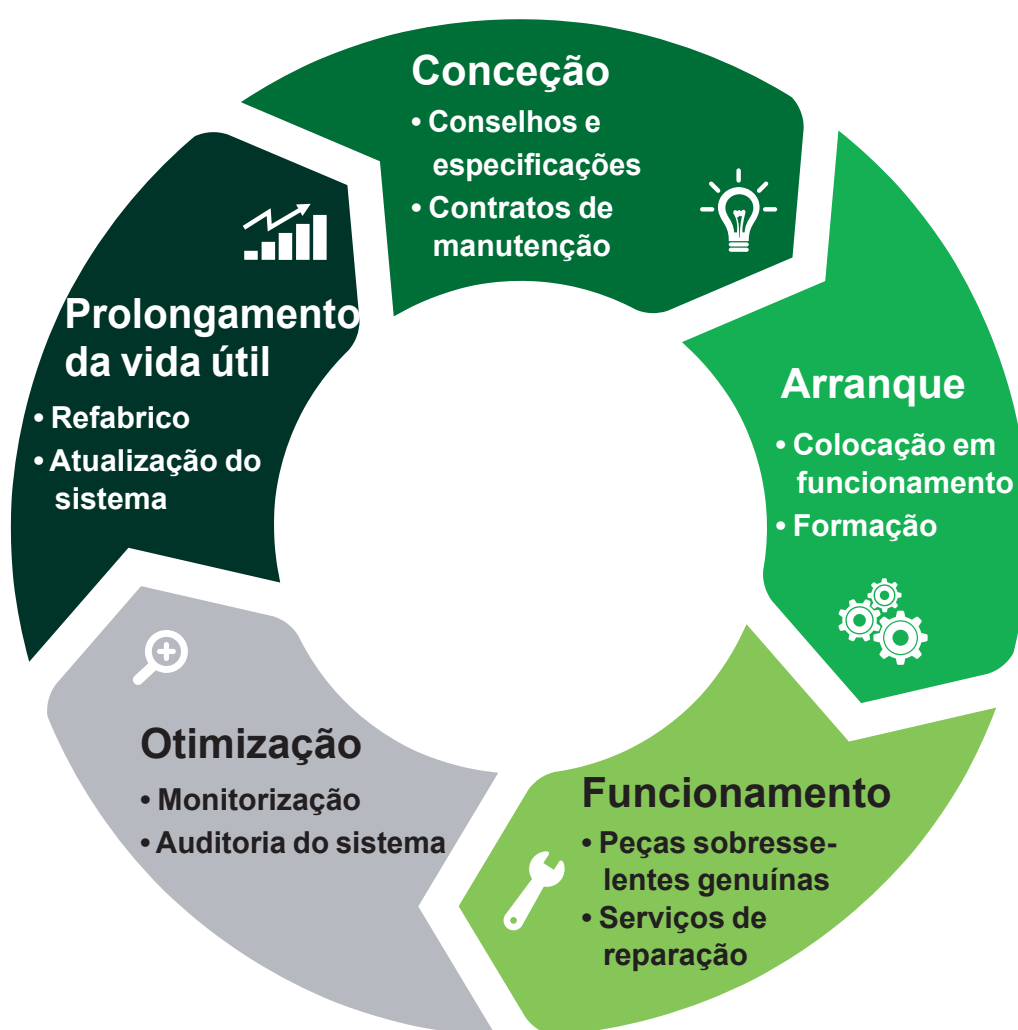 Conceção
• Conselhos e
especificações
• Contratos de
manutenção
Arranque
• Colocação em
funcionamento
• Formação
Funcionamento
• Peças sobresse-
lentes genuínas
• Serviços de
reparação
Otimização
• Monitorização
• Auditoria do sistema
Prolongamento
da vida útil
• Refabrico
• Atualização do
sistema